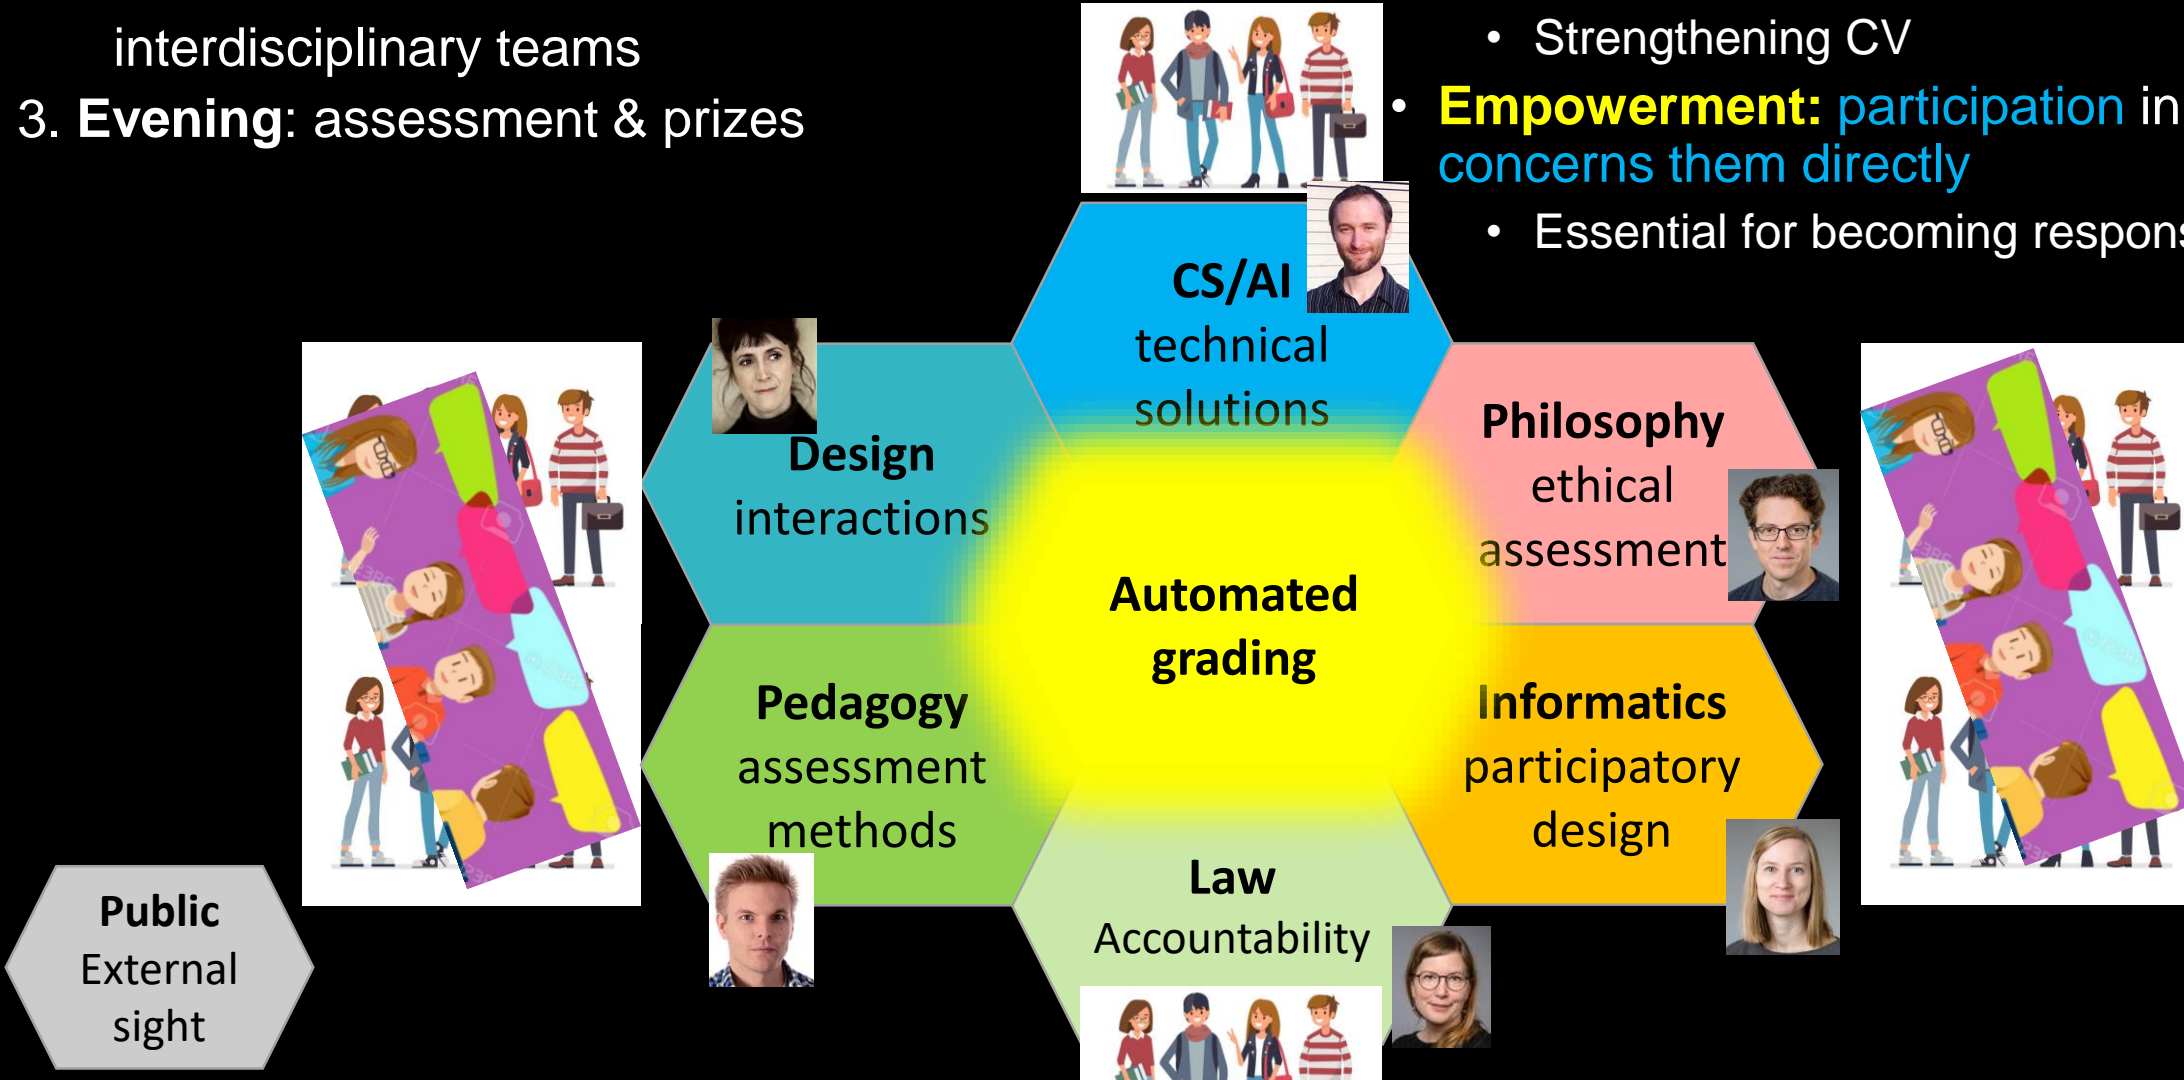 interdisciplinary teams
3. Evening: assessment & prizes
• Strengthening CV
• Empowerment: participation in
concerns them directly
• Essential for becoming respons
CS/AI
technical
solutions
Design
interactions
Philosophy
ethical
assessment
Automated
grading
Pedagogy
assessment
methods
Informatics
participatory
design
Law
Accountability
Public
External
sight